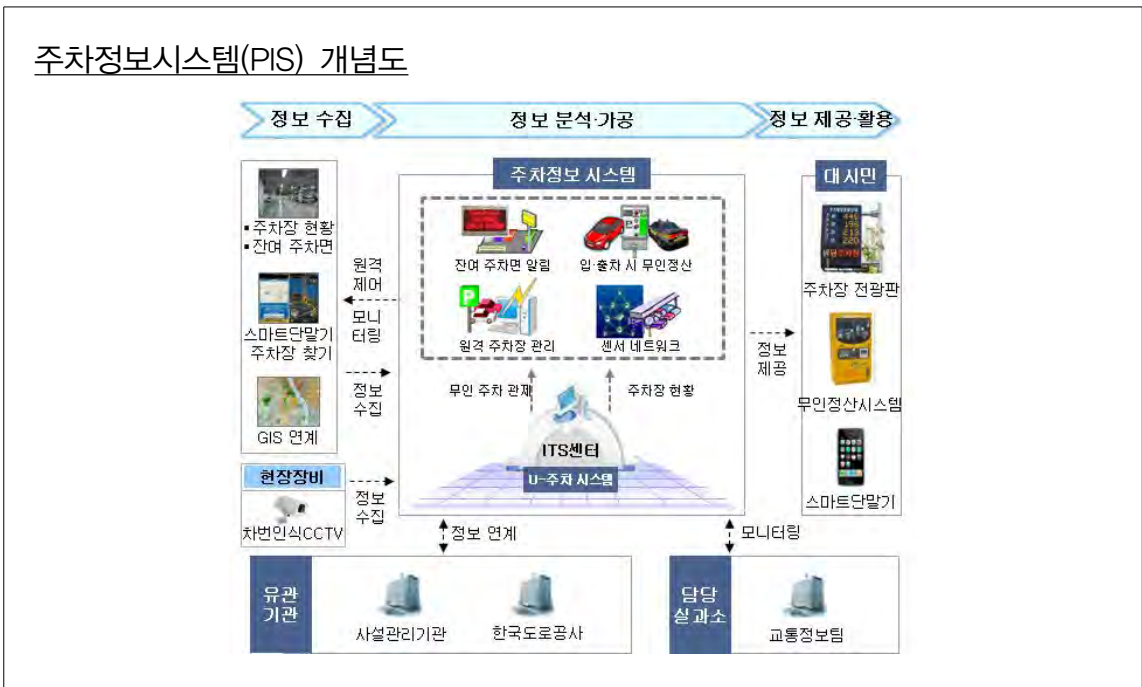 주차정보시스템(PIS) 개념도
정보 수집
정보 분석·가공
정보 제공·활용
▪ 주차장 현황
▪ 잔여 주차면
스마트단말기
주차장 찾기
GIS 연계
현장장비
차번인식CCTV
원격
제어
모니
터링
정보
수집
정보
수집
주차정보 시스템
잔여 주차면 알림
입·출차 시 무인정산
원격 주차장 관리
센서 네트워크
무인 주차 관제
주차장 현황
ITS센터
U-주차 시스템
정보
제공
대시민
주차장 전광판
무인정산시스템
스마트단말기
정보 연계
모니터링
유관
기관
사설관리기관
한국도로공사
담당
실과소
교통정보팀